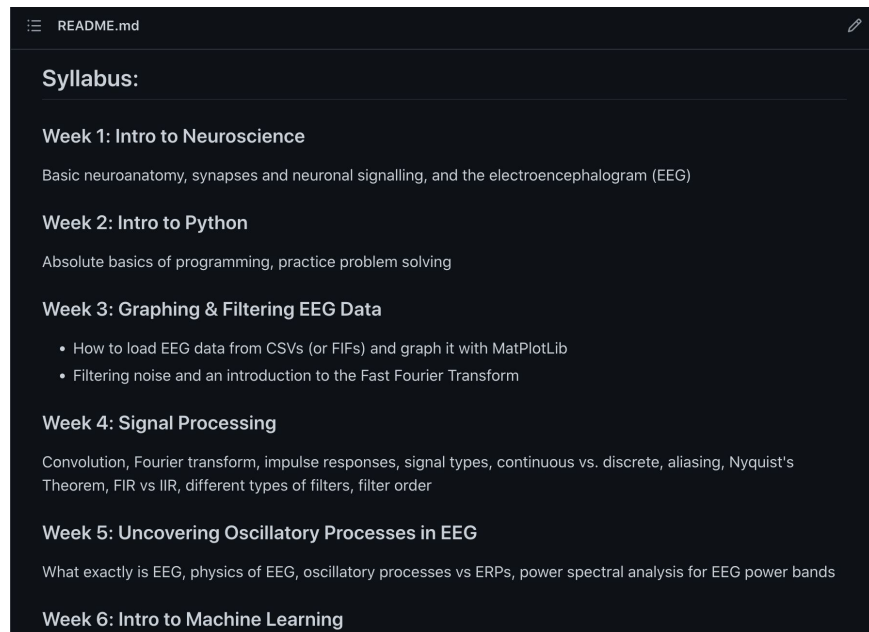 README.md
Syllabus:
Week 1: Intro to Neuroscience
Basic neuroanatomy, synapses and neuronal signalling, and the electroencephalogram (EEG)
Week 2: Intro to Python
Absolute basics of programming, practice problem solving
Week 3: Graphing & Filtering EEG Data
• How to load EEG data from CSVs (or FIFs) and graph it with MatPlotLib
• Filtering noise and an introduction to the Fast Fourier Transform
Week 4: Signal Processing
Convolution, Fourier transform, impulse responses, signal types, continuous vs. discrete, aliasing, Nyquist's
Theorem, FIR vs IIR, different types of filters, filter order
Week 5: Uncovering Oscillatory Processes in EEG
What exactly is EEG, physics of EEG, oscillatory processes vs ERPs, power spectral analysis for EEG power bands
Week 6: Intro to Machine Learning